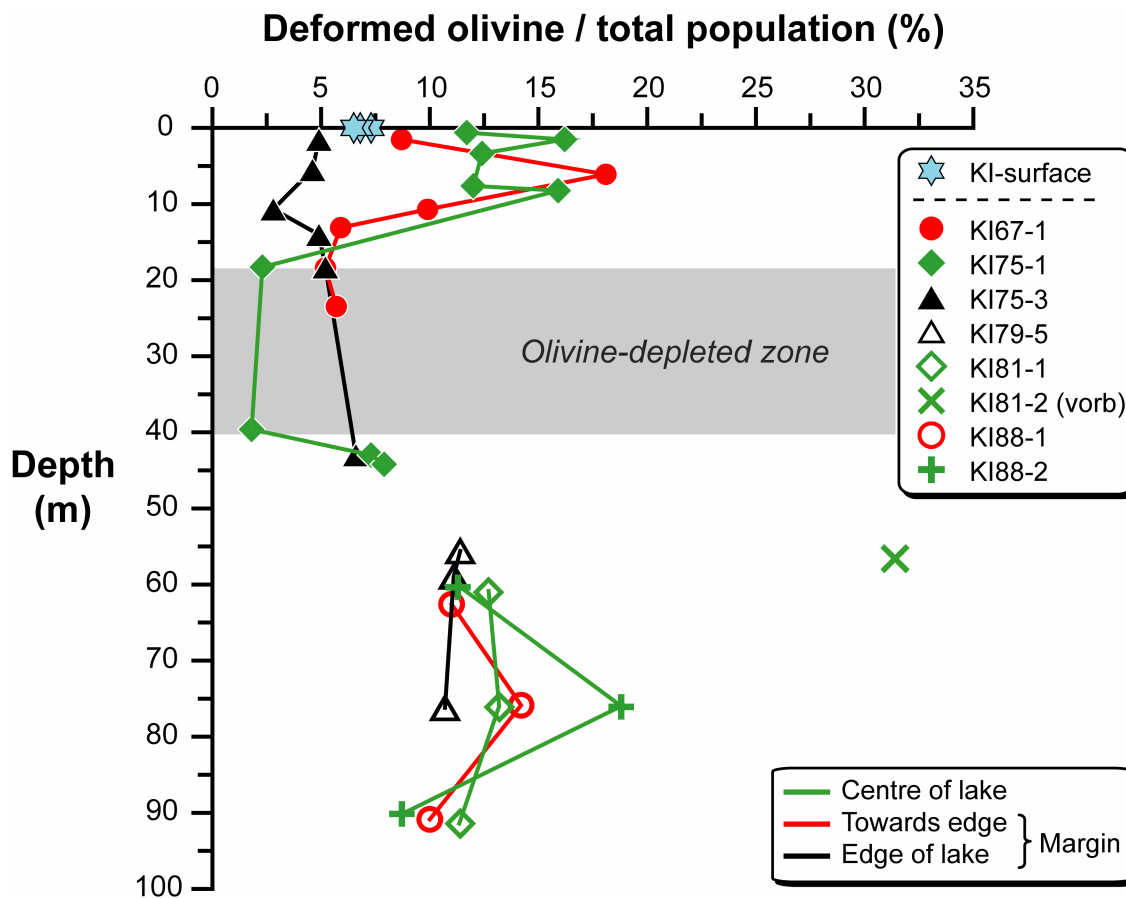 Deformed olivine / total population (%)
0 5 10 15 20 25 30 35
0
10
20
30
40
50
60
70
80
90
100
Depth
(m)
Olivine-depleted zone
KI-surface
KI67-1
KI75-1
KI75-3
KI79-5
KI81-1
KI81-2 (vorb)
KI88-1
KI88-2
Centre of lake
Towards edge
Edge of lake
Margin